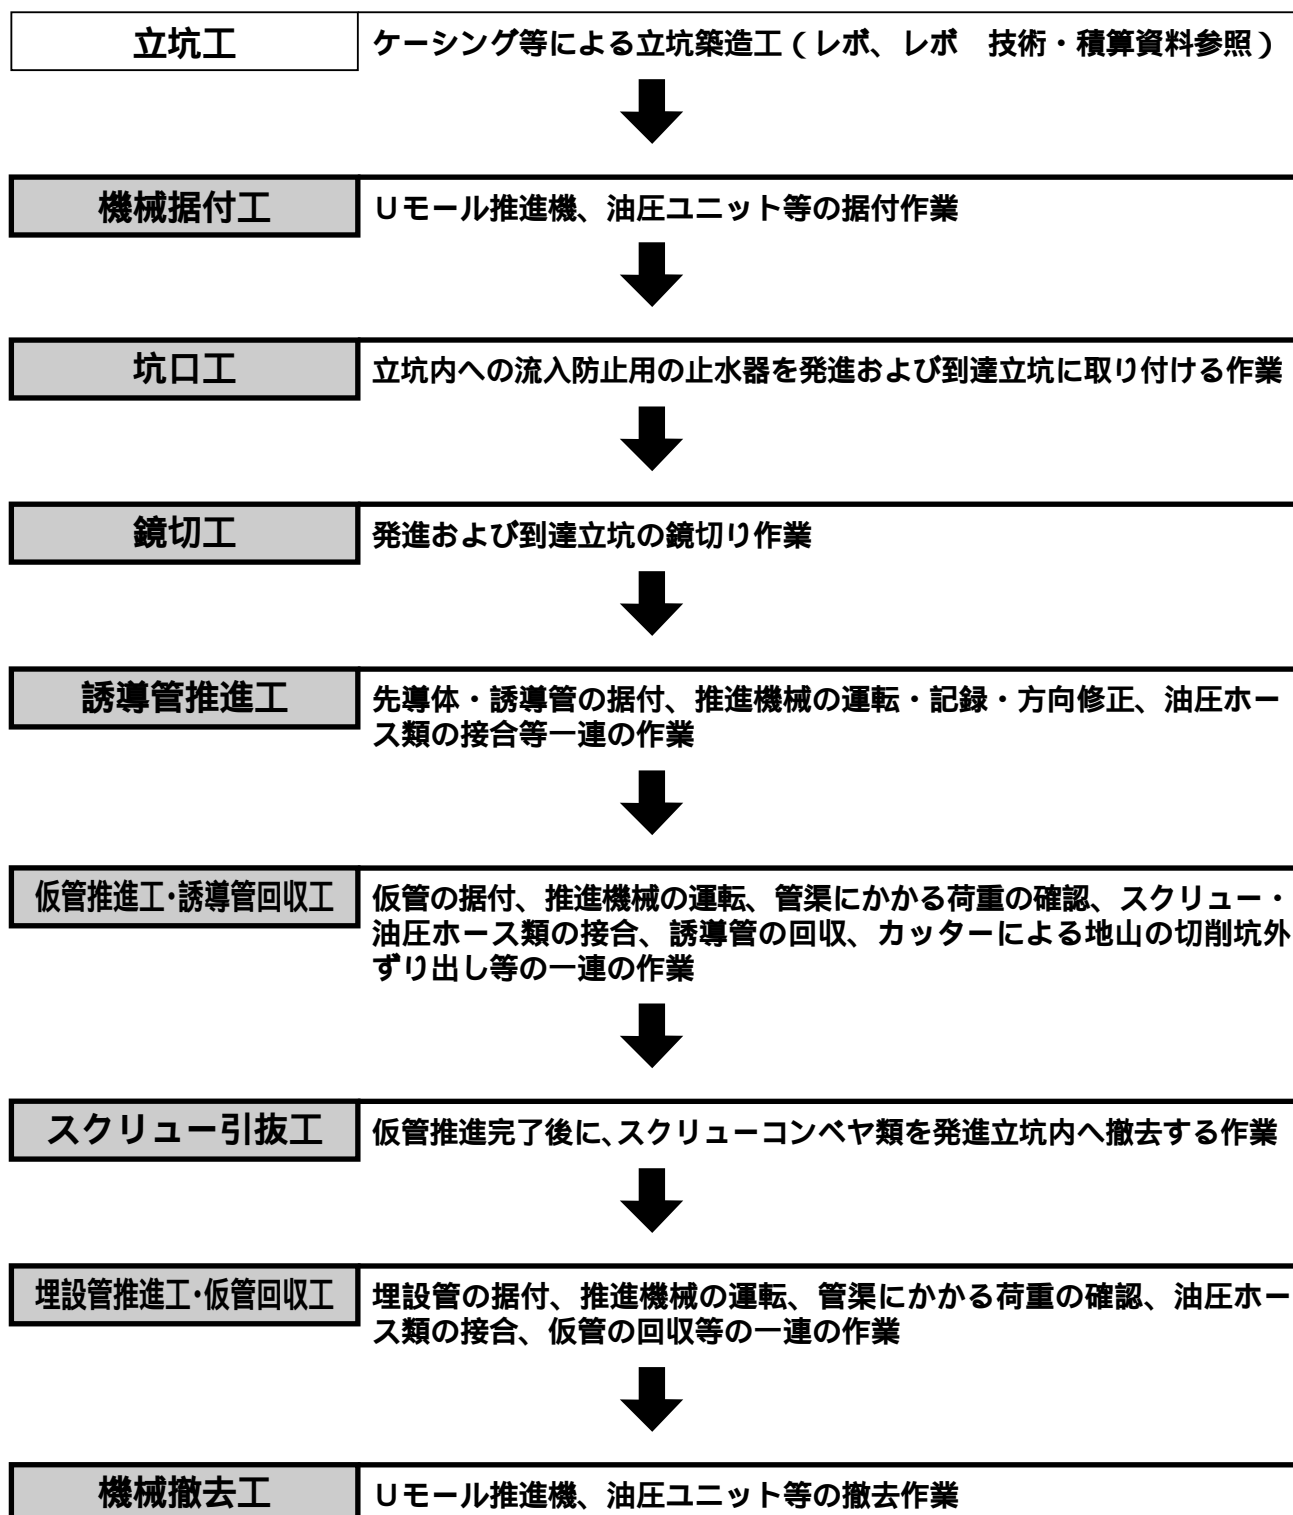 立坑工
ケーシング等による立坑築造工（レボ、レボ　技術・積算資料参照）
機械据付工
Uモール推進機、油圧ユニット等の据付作業
坑口工
立坑内への流入防止用の止水器を発進および到達立坑に取り付ける作業
鏡切工
発進および到達立坑の鏡切り作業
誘導管推進工
先導体・誘導管の据付、推進機械の運転・記録・方向修正、油圧ホー
ス類の接合等一連の作業
仮管推進工・誘導管回収工
仮管の据付、推進機械の運転、管渠にかかる荷重の確認、スクリュー・
油圧ホース類の接合、誘導管の回収、カッターによる地山の切削坑外
ずり出し等の一連の作業
スクリュー引抜工
仮管推進完了後に、スクリューコンベヤ類を発進立坑内へ撤去する作業
埋設管推進工・仮管回収工
埋設管の据付、推進機械の運転、管渠にかかる荷重の確認、油圧ホー
ス類の接合、仮管の回収等の一連の作業
機械撤去工
Uモール推進機、油圧ユニット等の撤去作業